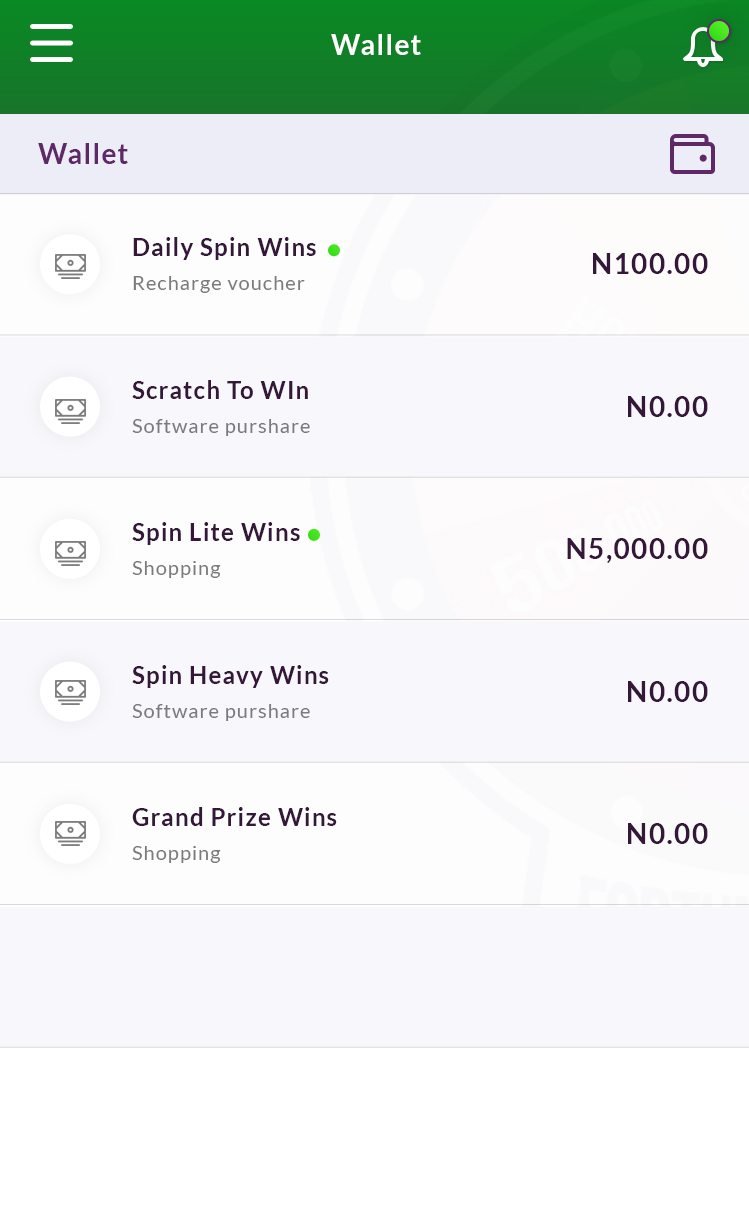 Wallet
Wallet
Daily Spin Wins
Recharge voucher
N100.00
Scratch To WIn
Software purshare
N0.00
Spin Lite Wins
Shopping
N5,000.00
Spin Heavy Wins
Software purshare
N0.00
Grand Prize Wins
Shopping
N0.00